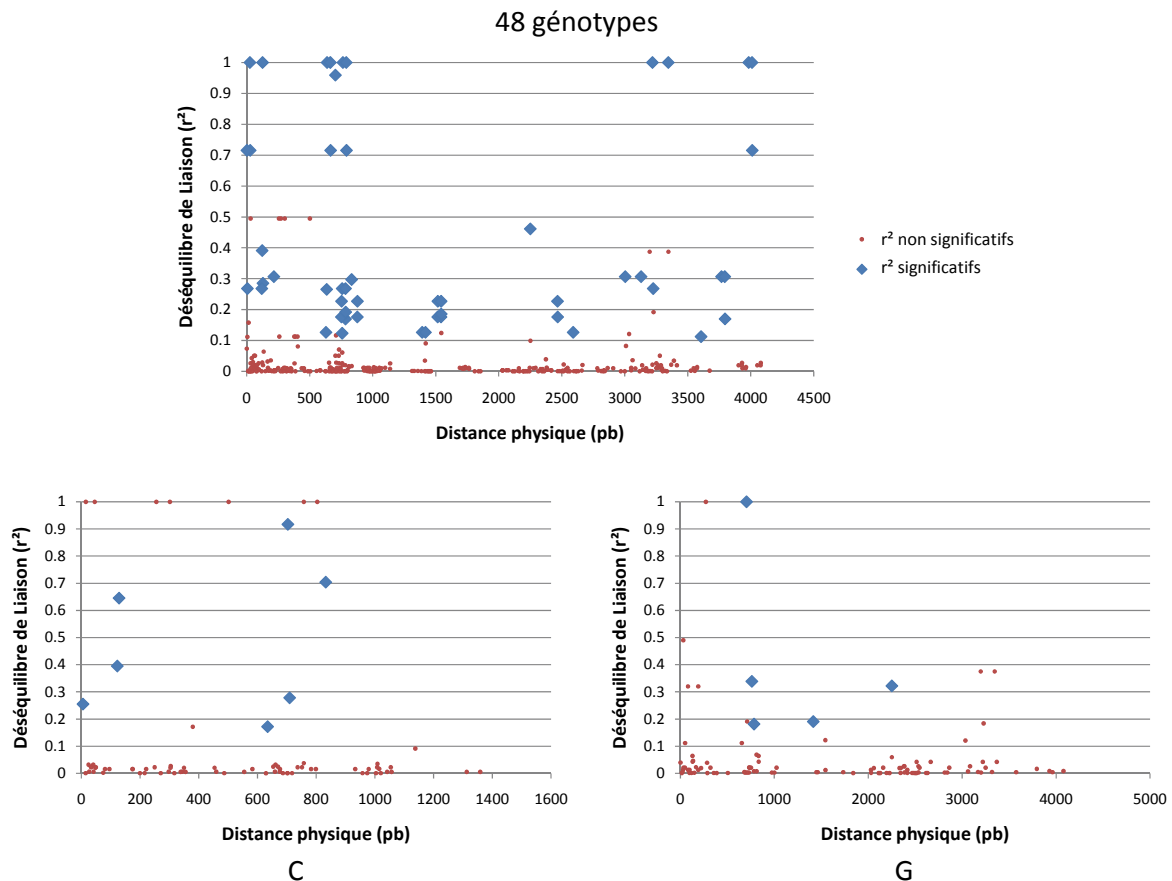 48 génotypes
Déséquilibre de Liaison (r²)
1
0.9
0.8
0.7
0.6
0.5
0.4
0.3
0.2
0.1
0
0 500 1000 1500 2000 2500 3000 3500 4000 4500
Distance physique (pb)
r² non significatifs
r² significatifs
Déséquilibre de Liaison (r²)
1
0.9
0.8
0.7
0.6
0.5
0.4
0.3
0.2
0.1
0
0 200 400 600 800 1000 1200 1400 1600
Distance physique (pb)
C
Déséquilibre de Liaison (r²)
1
0.9
0.8
0.7
0.6
0.5
0.4
0.3
0.2
0.1
0
0 1000 2000 3000 4000 5000
Distance physique (pb)
G